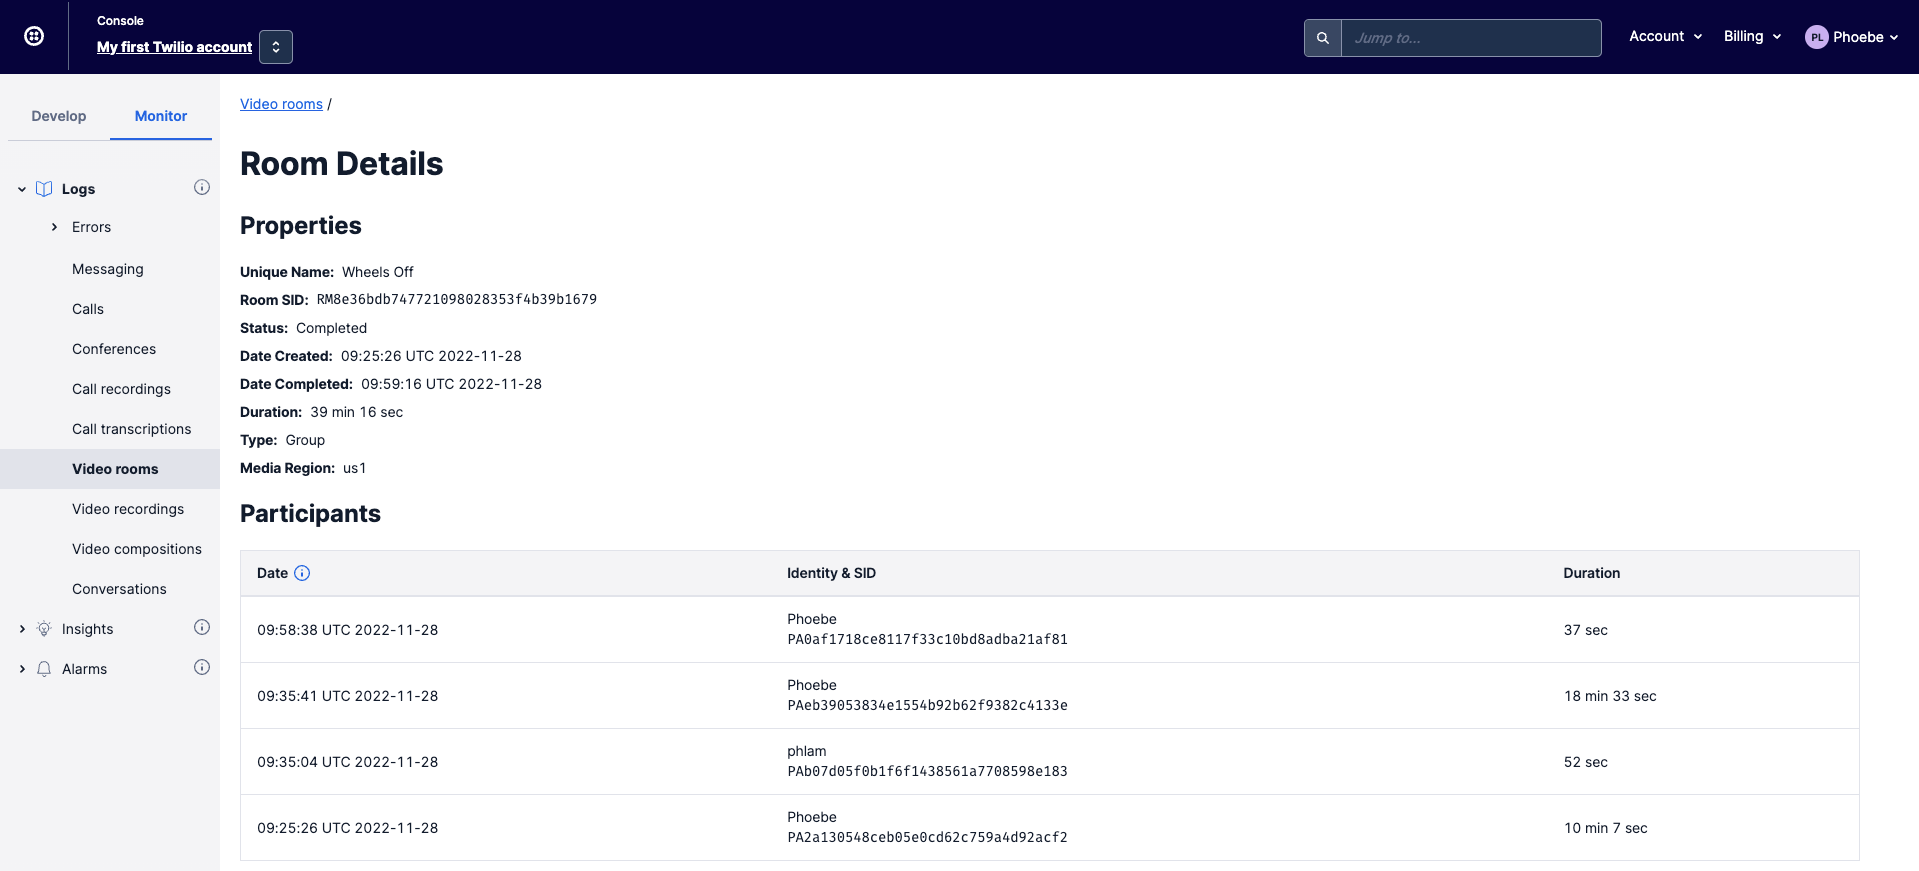 Console
My first Twilio account
Jump to...
Account
Billing
PL Phoebe
Develop Monitor
Logs
Errors
Messaging
Calls
Conferences
Call recordings
Call transcriptions
Video rooms
Video recordings
Video compositions
Conversations
Insights
Alarms
Video rooms /
Room Details
Properties
Unique Name: Wheels Off
Room SID: RM8e36bdb747721098028353f4b39b1679
Status: Completed
Date Created: 09:25:26 UTC 2022-11-28
Date Completed: 09:59:16 UTC 2022-11-28
Duration: 39 min 16 sec
Type: Group
Media Region: us1
Participants
Date Identity & SID Duration
09:58:38 UTC 2022-11-28 Phoebe 37 sec
PA0af1718ce8117f33c10bd8adba21af81
09:35:41 UTC 2022-11-28 Phoebe 18 min 33 sec
PAeb39053834e1554b92b62f9382c4133e
09:35:04 UTC 2022-11-28 phlam 52 sec
PAb07d05f0b1f6f1438561a7708598e183
09:25:26 UTC 2022-11-28 Phoebe 10 min 7 sec
PA2a130548ceb05e0cd62c759a4d92acf2